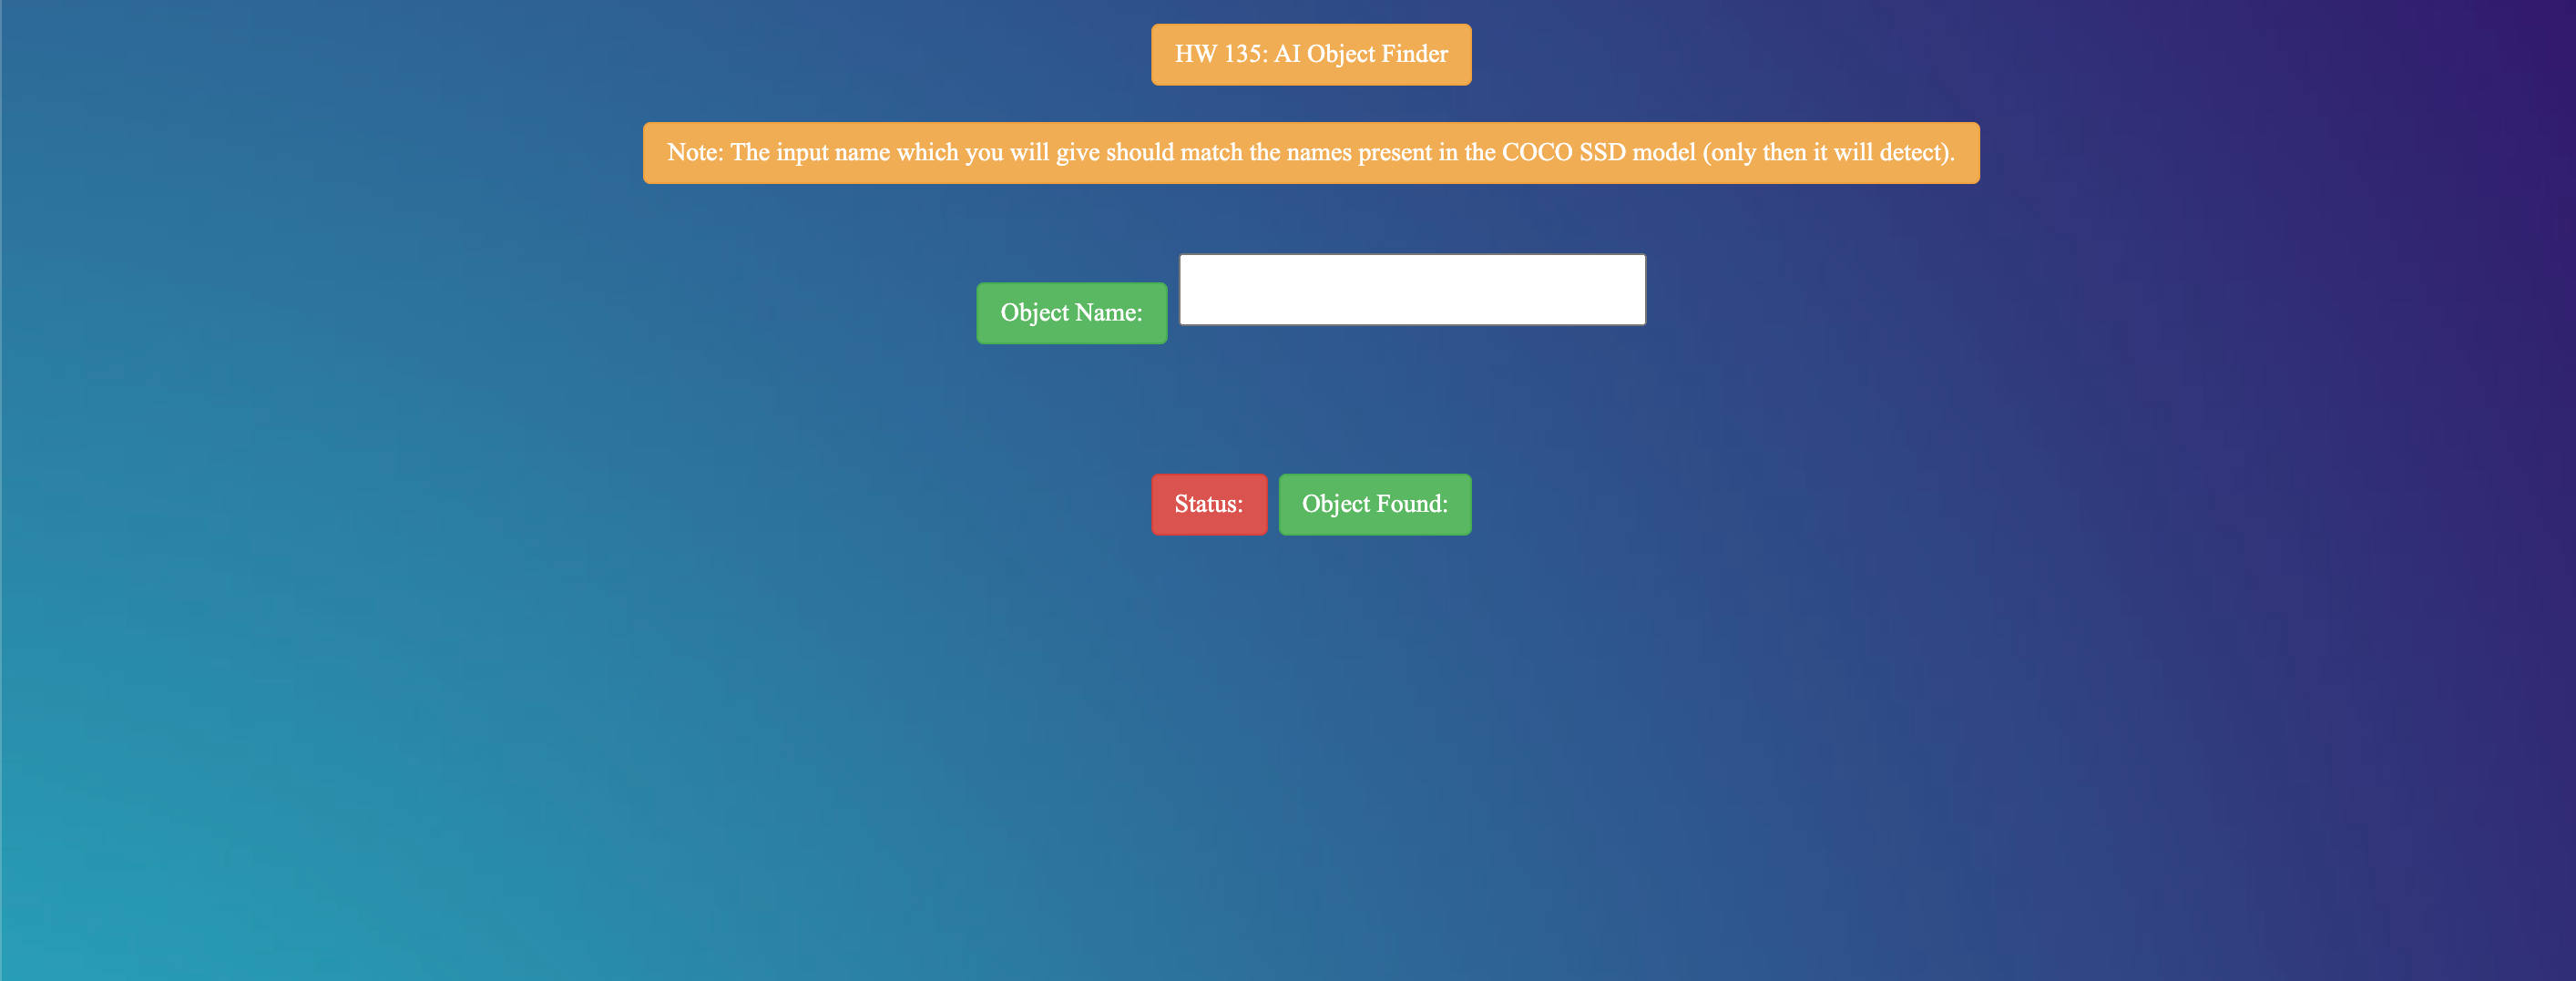 HW 135: AI Object Finder
Note: The input name which you will give should match the names present in the COCO SSD model (only then it will detect).
Object Name:
Status: Object Found: